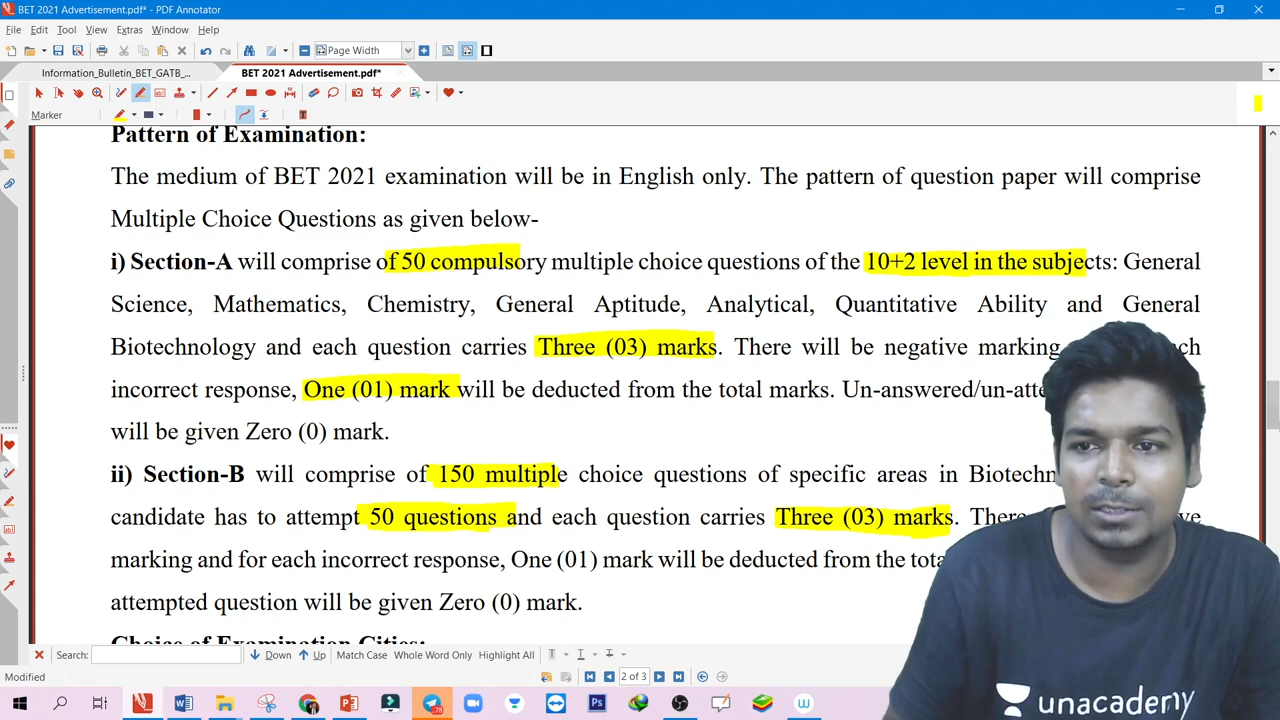 BET 2021 Advertisement.pdf* - PDF Annotator
File Edit Tool View Extras Window Help
Page Width
Information_Bulletin_BET_GATB_... BET 2021 Advertisement.pdf*
Marker
Pattern of Examination:
The medium of BET 2021 examination will be in English only. The pattern of question paper will comprise
Multiple Choice Questions as given below-
i) Section-A will comprise of 50 compulsory multiple choice questions of the 10+2 level in the subjects: General
Science, Mathematics, Chemistry, General Aptitude, Analytical, Quantitative Ability and General
Biotechnology and each question carries Three (03) marks. There will be negative marking
incorrect response, One (01) mark will be deducted from the total marks. Un-answered/un-atte
will be given Zero (0) mark.
ii) Section-B will comprise of 150 multiple choice questions of specific areas in Biotechn
candidate has to attempt 50 questions and each question carries Three (03) marks. There
marking and for each incorrect response, One (01) mark will be deducted from the tota
attempted question will be given Zero (0) mark.
Choice of Examination Cities:
Search: Down Up Match Case Whole Word Only Highlight All
Modified 2 of 3
78
unacademy